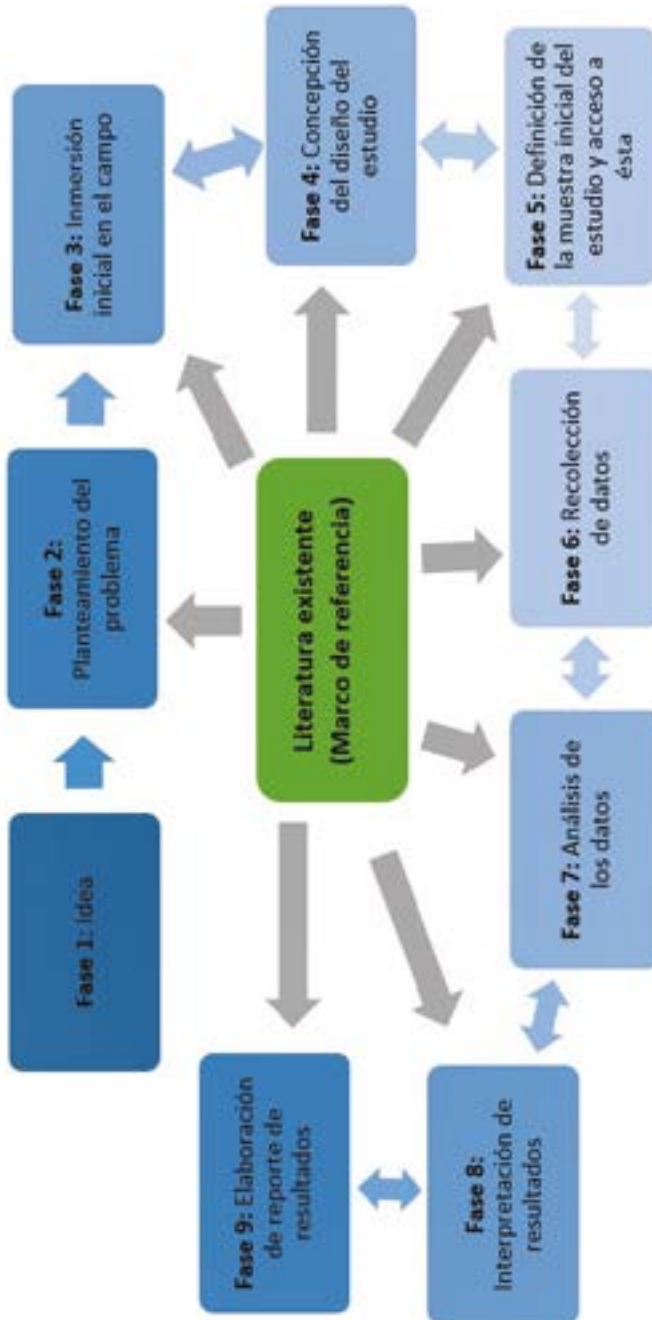 Fase 1: Idea
Fase 2:
Planteamiento del
problema
Fase 3: Inmersión
inicial en el campo
Fase 4: Concepción
del diseño del
estudio
Fase 5: Definición de
la muestra inicial del
estudio y acceso a
ésta
Fase 6: Recolección
de datos
Fase 7: Análisis de
los datos
Fase 8:
Interpretación de
resultados
Fase 9: Elaboración
de reporte de
resultados
Literatura existente
(Marco de referencia)